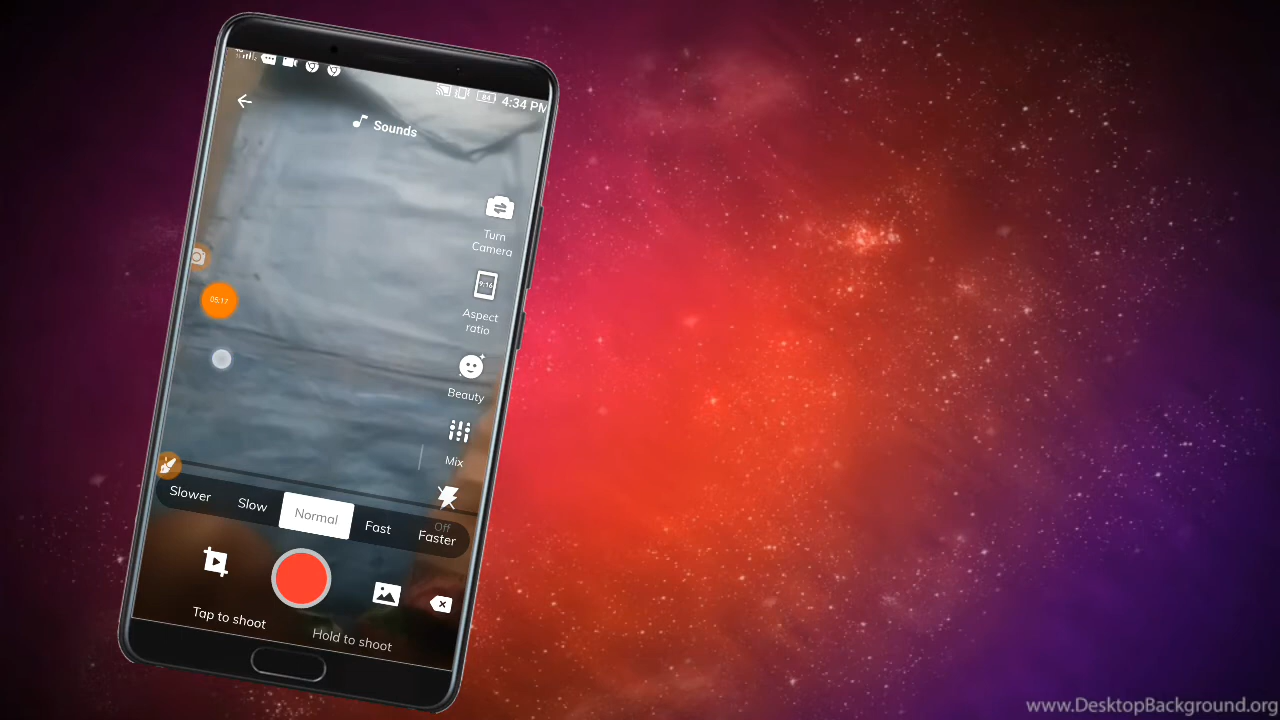 84 4:34 PM
Sounds
Turn
Camera
9:16
Aspect
ratio
05:17
Beauty
Mix
Slower Slow Normal Fast Faster
Off
Tap to shoot
Hold to shoot
www.DesktopBackground.org